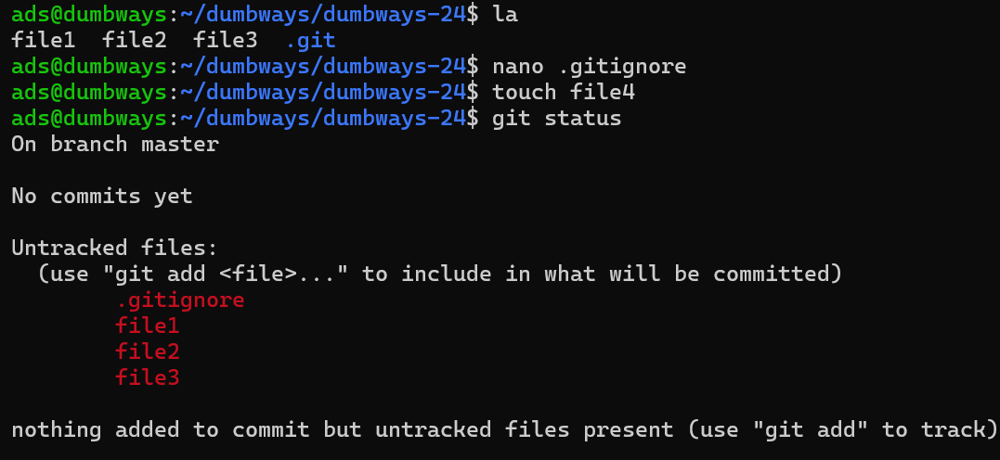 ads@dumbways:~/dumbways/dumbways-24$ la
file1  file2  file3  .git
ads@dumbways:~/dumbways/dumbways-24$ nano .gitignore
ads@dumbways:~/dumbways/dumbways-24$ touch file4
ads@dumbways:~/dumbways/dumbways-24$ git status
On branch master

No commits yet

Untracked files:
  (use "git add <file>..." to include in what will be committed)
        .gitignore
        file1
        file2
        file3

nothing added to commit but untracked files present (use "git add" to track)